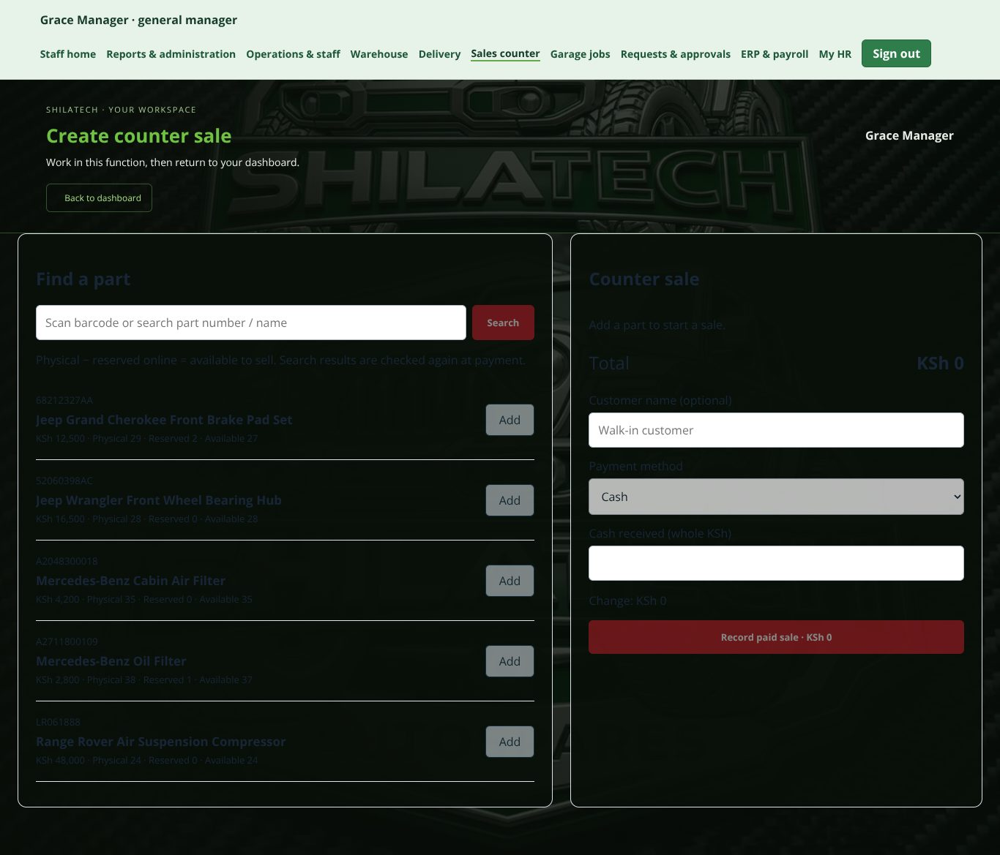 Grace Manager · general manager
Staff home Reports & administration Operations & staff Warehouse Delivery Sales counter Garage jobs Requests & approvals ERP & payroll My HR Sign out
SHILATECH · YOUR WORKSPACE
Create counter sale
Grace Manager
Work in this function, then return to your dashboard.
SHILATECH
Back to dashboard
Find a part
Scan barcode or search part number / name
Search
Physical − reserved online = available to sell. Search results are checked again at payment.
68212327AA
Jeep Grand Cherokee Front Brake Pad Set
KSh 12,500 · Physical 29 · Reserved 2 · Available 27
Add
52060398AC
Jeep Wrangler Front Wheel Bearing Hub
KSh 16,500 · Physical 28 · Reserved 0 · Available 28
Add
A2048300018
Mercedes-Benz Cabin Air Filter
KSh 4,200 · Physical 35 · Reserved 0 · Available 35
Add
A2711800109
Mercedes-Benz Oil Filter
KSh 2,800 · Physical 38 · Reserved 1 · Available 37
Add
LR061888
Range Rover Air Suspension Compressor
KSh 48,000 · Physical 24 · Reserved 0 · Available 24
Add
Counter sale
Add a part to start a sale.
Total KSh 0
Customer name (optional)
Walk-in customer
Payment method
Cash
Cash received (whole KSh)
Change: KSh 0
Record paid sale · KSh 0